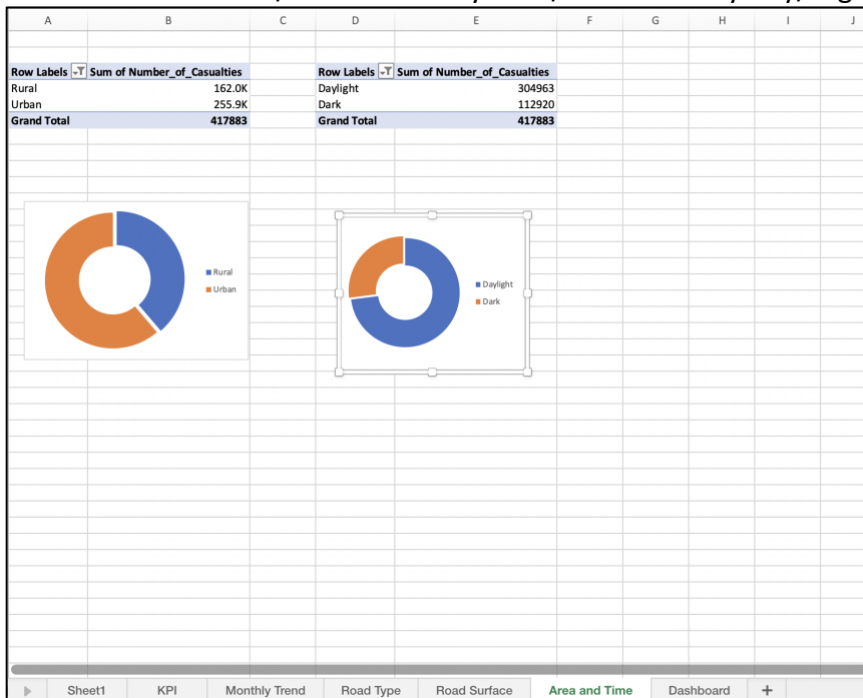 A B C D E F G H I J
Row Labels Sum of Number_of_Casualties Row Labels Sum of Number_of_Casualties
Rural 162.0K Daylight 304963
Urban 255.9K Dark 112920
Grand Total 417883 Grand Total 417883
Rural
Urban
Daylight
Dark
Sheet1 KPI Monthly Trend Road Type Road Surface Area and Time Dashboard +